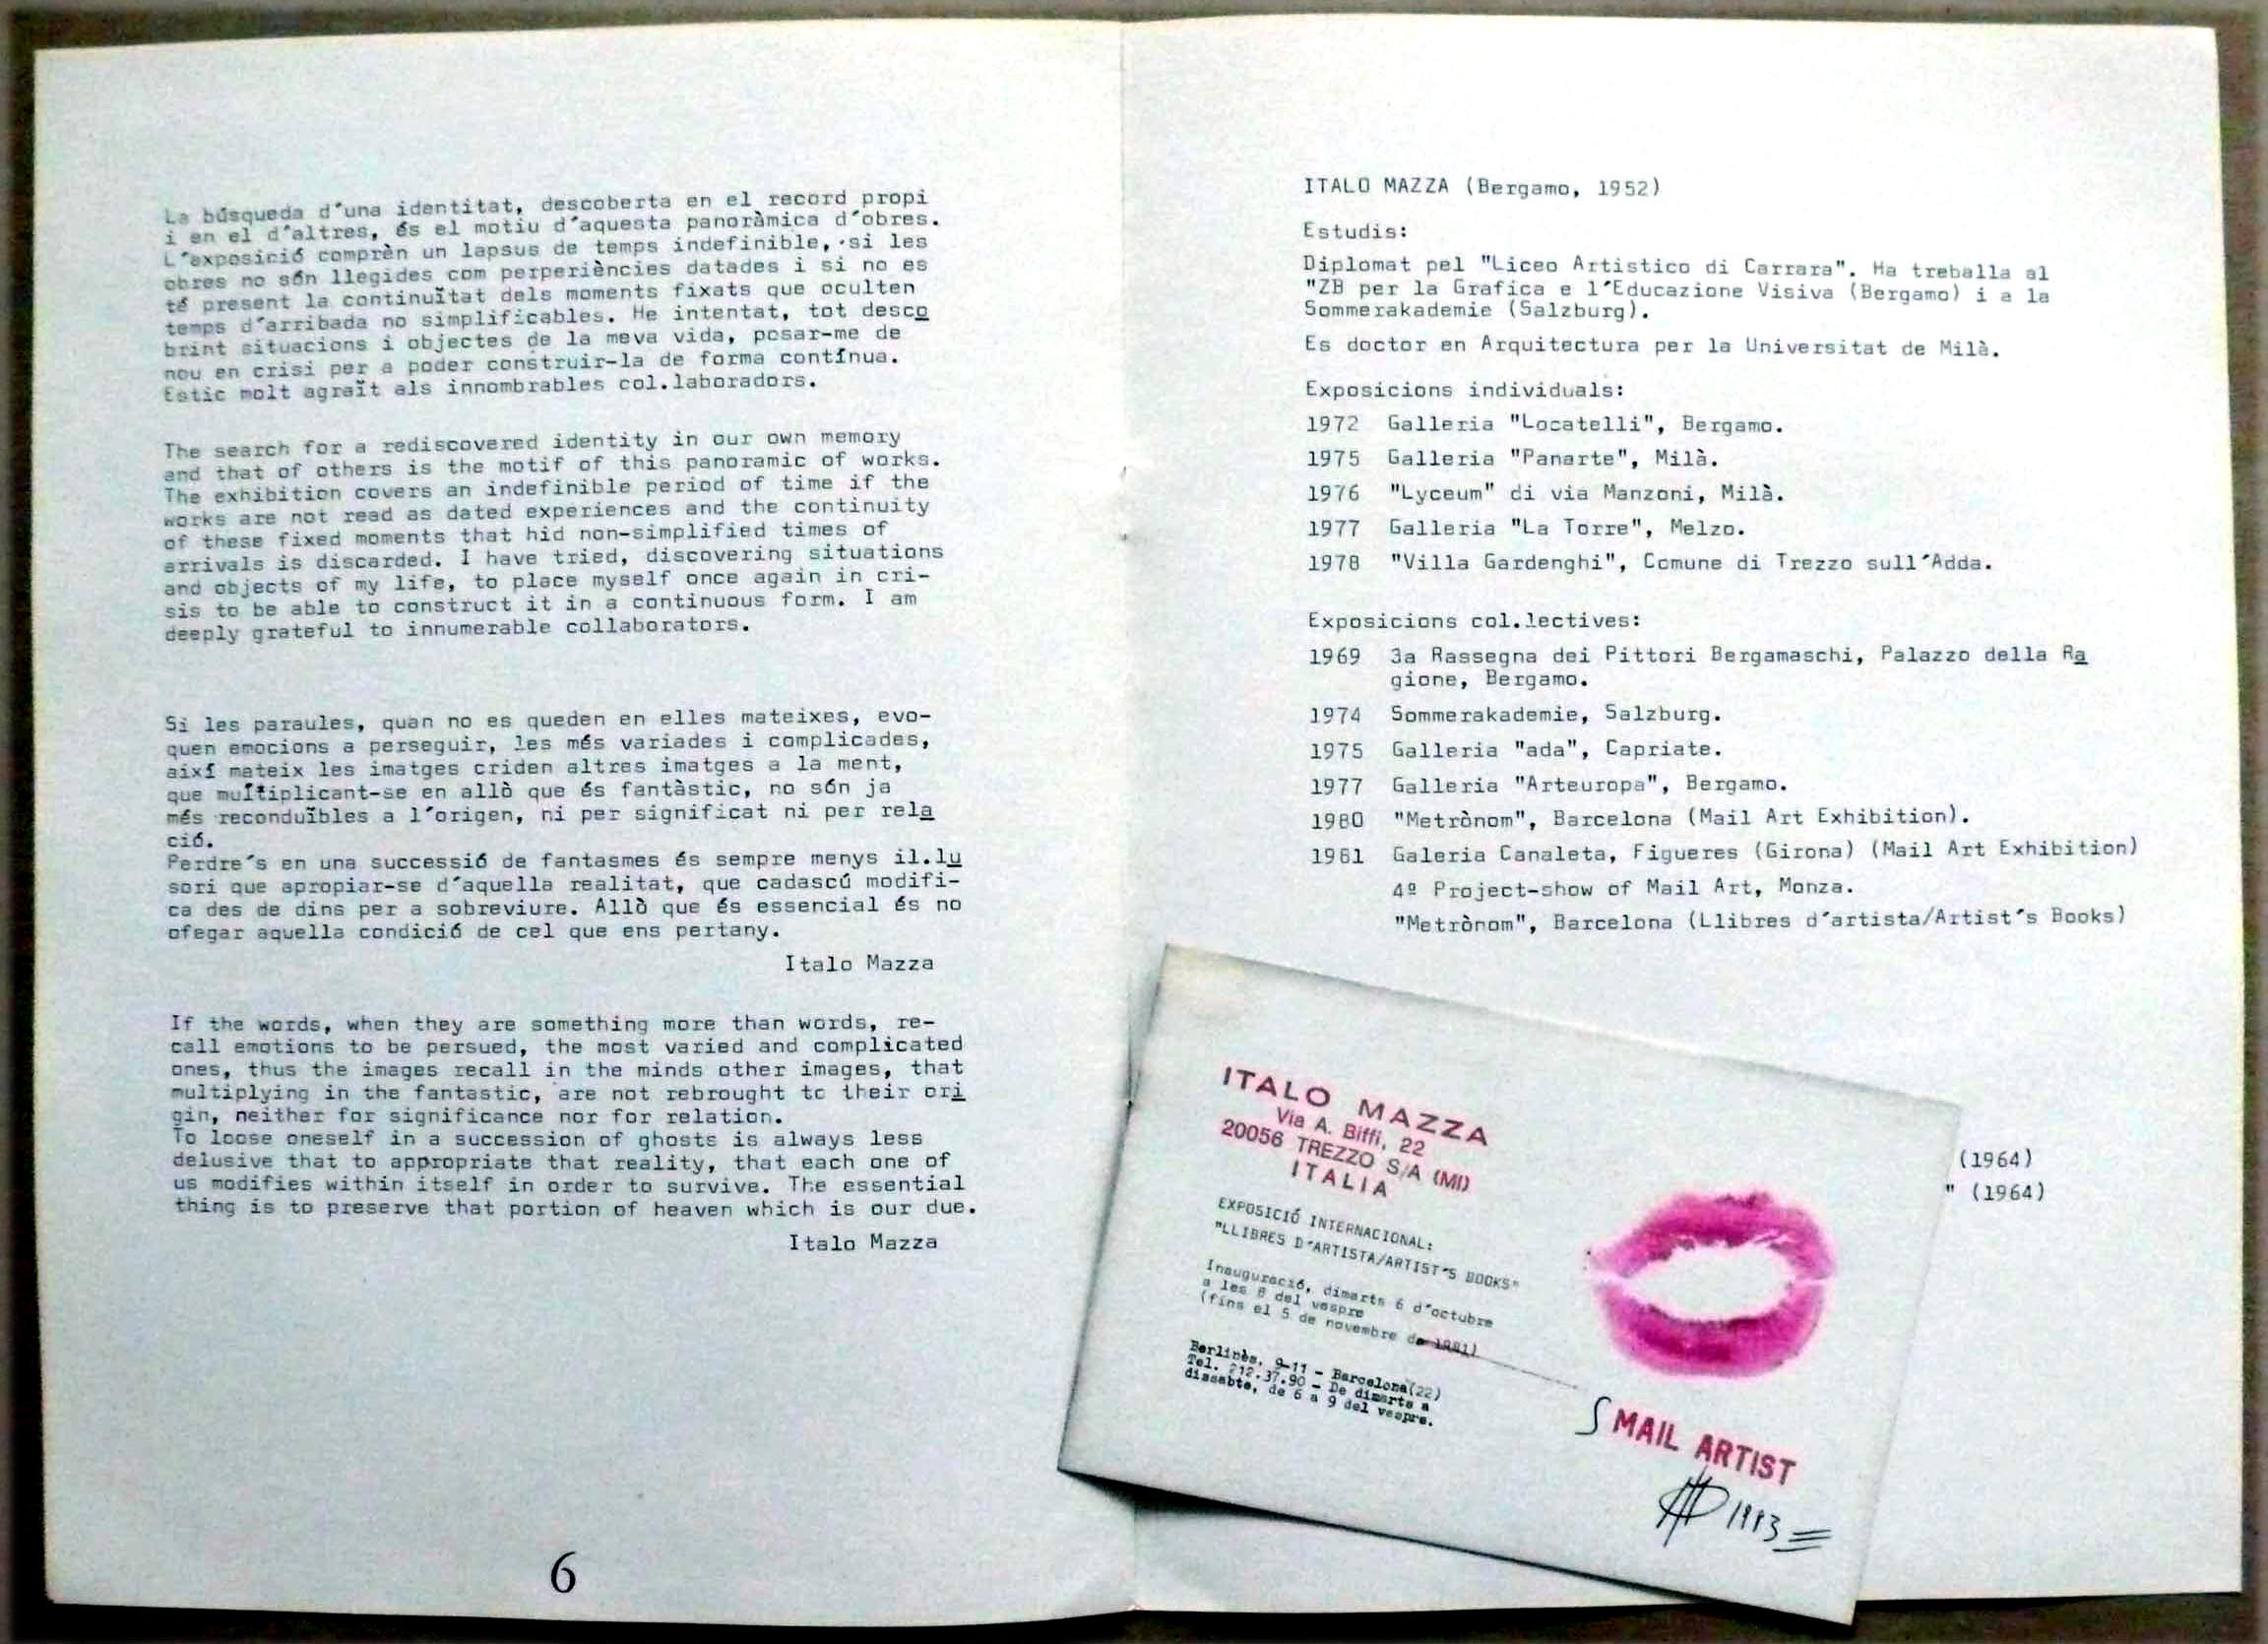 La búsqueda d´una identitat, descoberta en el record propi
i en el d´altres, és el motiu d´aquesta panoràmica d´obres.
L´exposició comprèn un lapsus de temps indefinible, si les
obres no són llegides com perperiències datades i si no es
té present la continuïtat dels moments fixats que oculten
temps d´arribada no simplificables. He intentat, tot desco
brint situacions i objectes de la meva vida, posar-me de
nou en crisi per a poder construir-la de forma contínua.
Estic molt agraït als innombrables col.laboradors.
The search for a rediscovered identity in our own memory
and that of others is the motif of this panoramic of works.
The exhibition covers an indefinible period of time if the
works are not read as dated experiences and the continuity
of these fixed moments that hid non-simplified times of
arrivals is discarded. I have tried, discovering situations
and objects of my life, to place myself once again in cri-
sis to be able to construct it in a continuous form. I am
deeply grateful to innumerable collaborators.
Si les paraules, quan no es queden en elles mateixes, evo-
quen emocions a perseguir, les més variades i complicades,
així mateix les imatges criden altres imatges a la ment,
que multiplicant-se en allò que és fantàstic, no són ja
més reconduïbles a l´origen, ni per significat ni per rela
ció.
Perdre´s en una successió de fantasmes és sempre menys il.lu
sori que apropiar-se d´aquella realitat, que cadascú modifi-
ca des de dins per a sobreviure. Allò que és essencial és no
ofegar aquella condició de cel que ens pertany.
Italo Mazza
If the words, when they are something more than words, re-
call emotions to be persued, the most varied and complicated
ones, thus the images recall in the minds other images, that
multiplying in the fantastic, are not rebrought to their ori
gin, neither for significance nor for relation.
To loose oneself in a succession of ghosts is always less
delusive that to appropriate that reality, that each one of
us modifies within itself in order to survive. The essential
thing is to preserve that portion of heaven which is our due.
Italo Mazza
6
ITALO MAZZA (Bergamo, 1952)
Estudis:
Diplomat pel "Liceo Artistico di Carrara". Ha treballa al
"ZB per la Grafica e l´Educazione Visiva (Bergamo) i a la
Sommerakademie (Salzburg).
Es doctor en Arquitectura per la Universitat de Milà.
Exposicions individuals:
1972 Galleria "Locatelli", Bergamo.
1975 Galleria "Panarte", Milà.
1976 "Lyceum" di via Manzoni, Milà.
1977 Galleria "La Torre", Melzo.
1978 "Villa Gardenghi", Comune di Trezzo sull´Adda.
Exposicions col.lectives:
1969 3a Rassegna dei Pittori Bergamaschi, Palazzo della Ra
gione, Bergamo.
1974 Sommerakademie, Salzburg.
1975 Galleria "ada", Capriate.
1977 Galleria "Arteuropa", Bergamo.
1980 "Metrònom", Barcelona (Mail Art Exhibition).
1981 Galeria Canaleta, Figueres (Girona) (Mail Art Exhibition)
4º Project-show of Mail Art, Monza.
"Metrònom", Barcelona (Llibres d´artista/Artist´s Books)
(1964)
" (1964)
ITALO MAZZA
Via A. Biffi, 22
20056 TREZZO S/A (MI)
ITALIA
EXPOSICIÓ INTERNACIONAL:
"LLIBRES D´ARTISTA/ARTIST´S BOOKS"
Inauguració, dimarts 6 d´octubre
a les 8 del vespre
(fins el 5 de novembre de 1981)
Berlinès, 9-11 - Barcelona(22)
Tel. 212.37.90 - De dimarts a
dissabte, de 6 a 9 del vespre.
S MAIL ARTIST